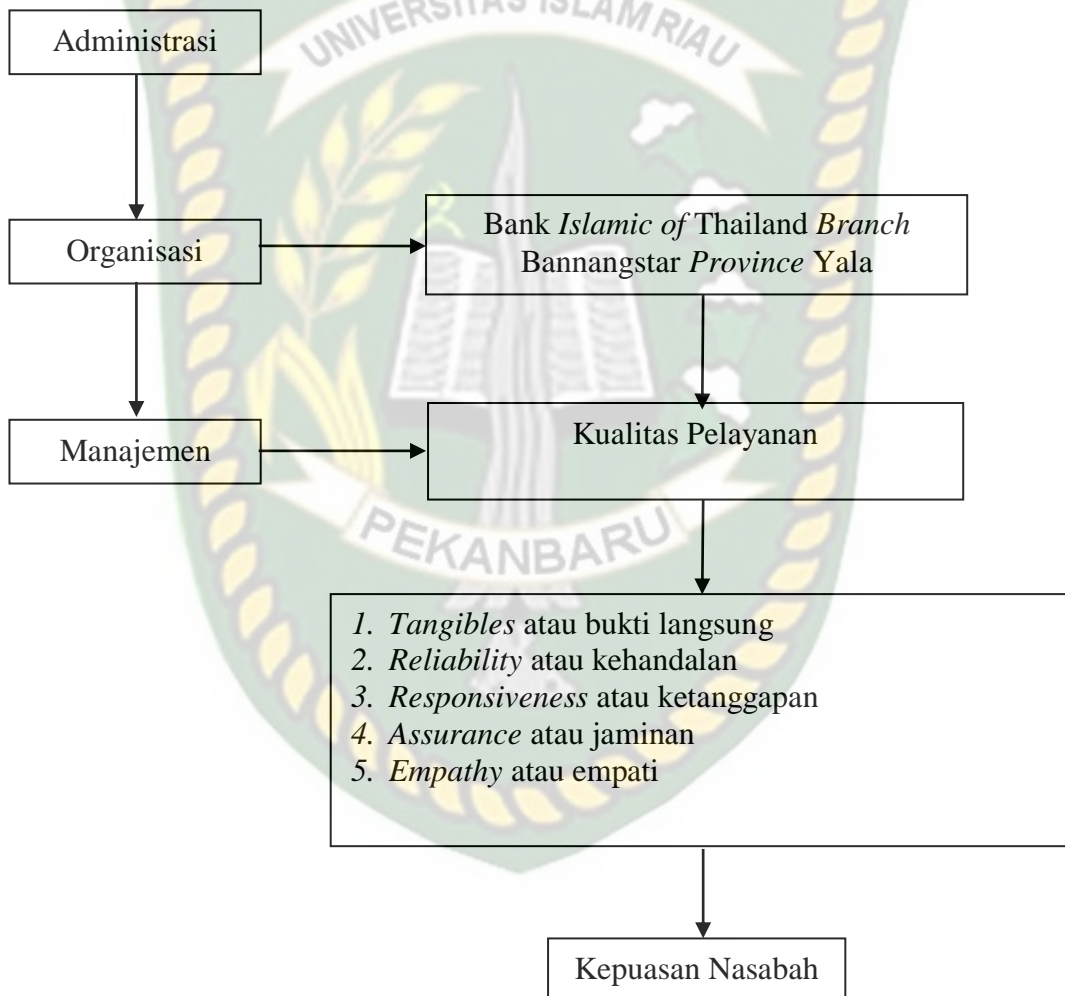 UNIVERSITAS ISLAM RIAU
Administrasi
Organisasi
Bank Islamic of Thailand Branch
Bannangstar Province Yala
Manajemen
Kualitas Pelayanan
PEKANBARU
1. Tangibles atau bukti langsung
2. Reliability atau kehandalan
3. Responsiveness atau ketanggapan
4. Assurance atau jaminan
5. Empathy atau empati
Kepuasan Nasabah